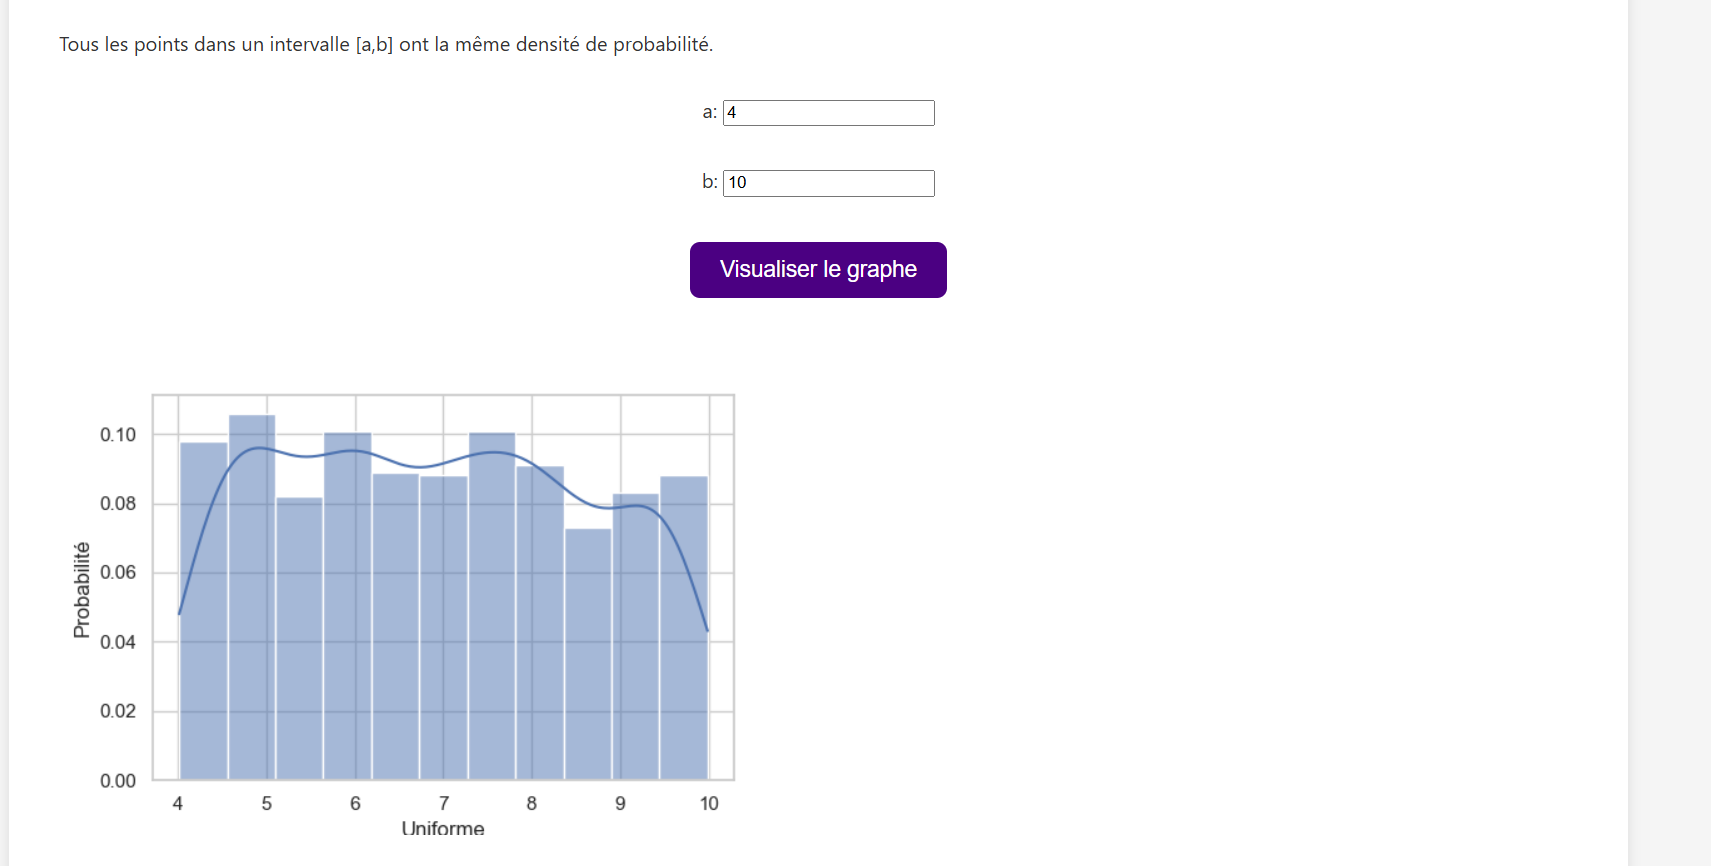 Tous les points dans un intervalle [a,b] ont la même densité de probabilité.
a: 4
b: 10
Visualiser le graphe
Probabilité
0.10
0.08
0.06
0.04
0.02
0.00
4 5 6 7 8 9 10
Uniforme